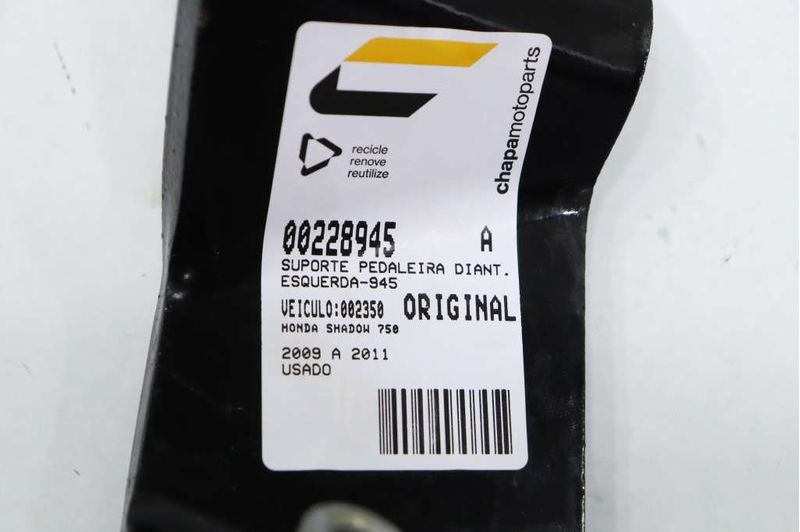 chapamotoparts
recicle
renove
reutilize
00228945 A
SUPORTE PEDALEIRA DIANT.
ESQUERDA-945
VEICULO:002350 ORIGINAL
HONDA SHADOW 750
2009 A 2011
USADO